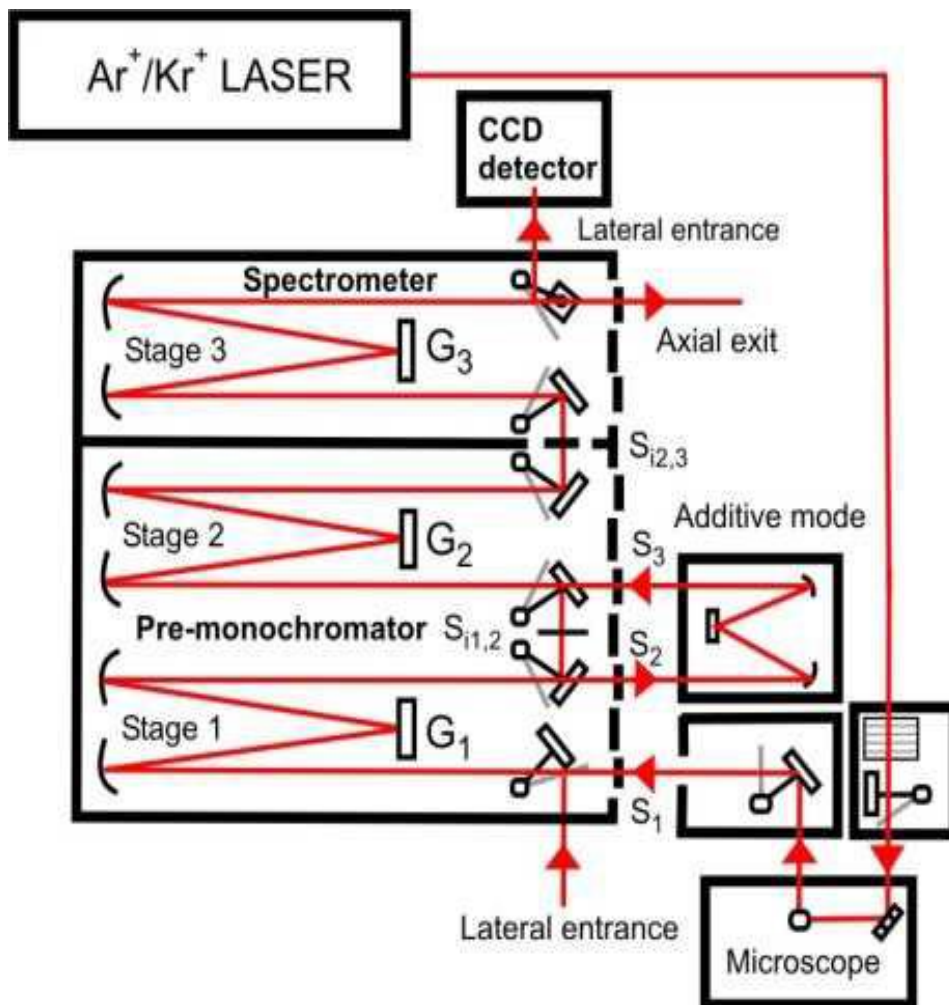 Ar⁺/Kr⁺ LASER
CCD
detector
Lateral entrance
Spectrometer
Axial exit
Stage 3
G₃
Sᵢ₂,₃
Stage 2
G₂
Additive mode
S₃
Pre-monochromator
Sᵢ₁,₂
S₂
Stage 1
G₁
S₁
Lateral entrance
Microscope